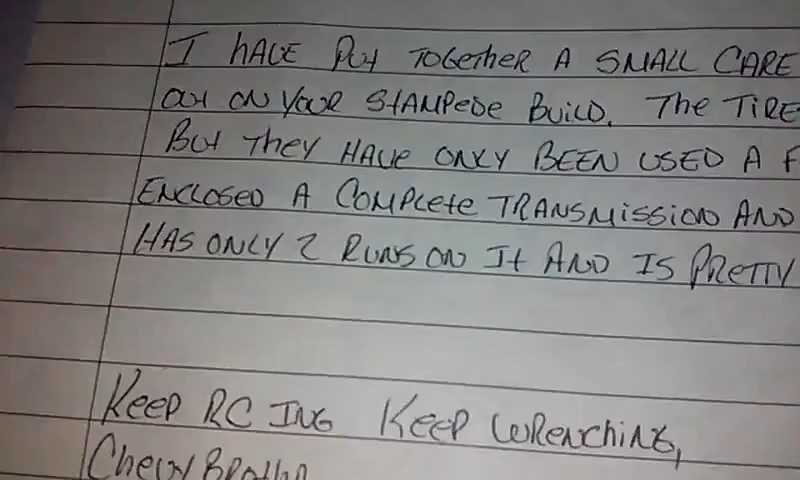 I HAVE PUT TOGETHER A SMALL CARE
OUT ON YOUR STAMPEDE BUILD. THE TIRE
BUT THEY HAVE ONLY BEEN USED A F
ENCLOSED A COMPLETE TRANSMISSION AND
HAS ONLY 2 RUNS ON IT AND IS PRETTY
KEEP RC ING KEEP WRENCHING,